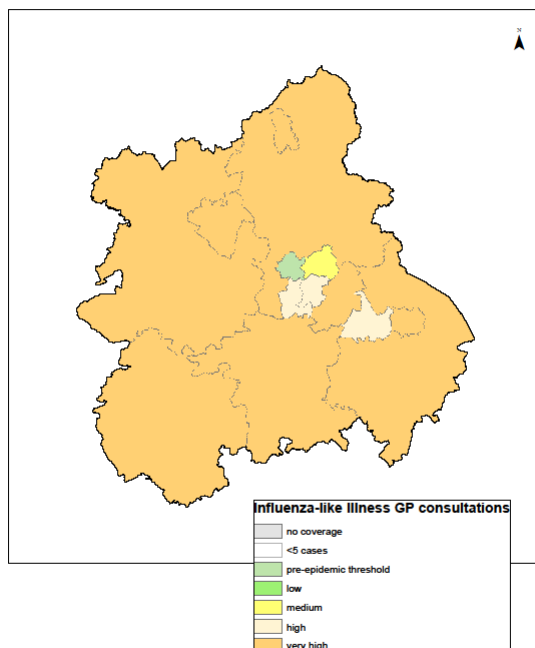 N
Influenza-like Illness GP consultations
no coverage
<5 cases
pre-epidemic threshold
low
medium
high
very high